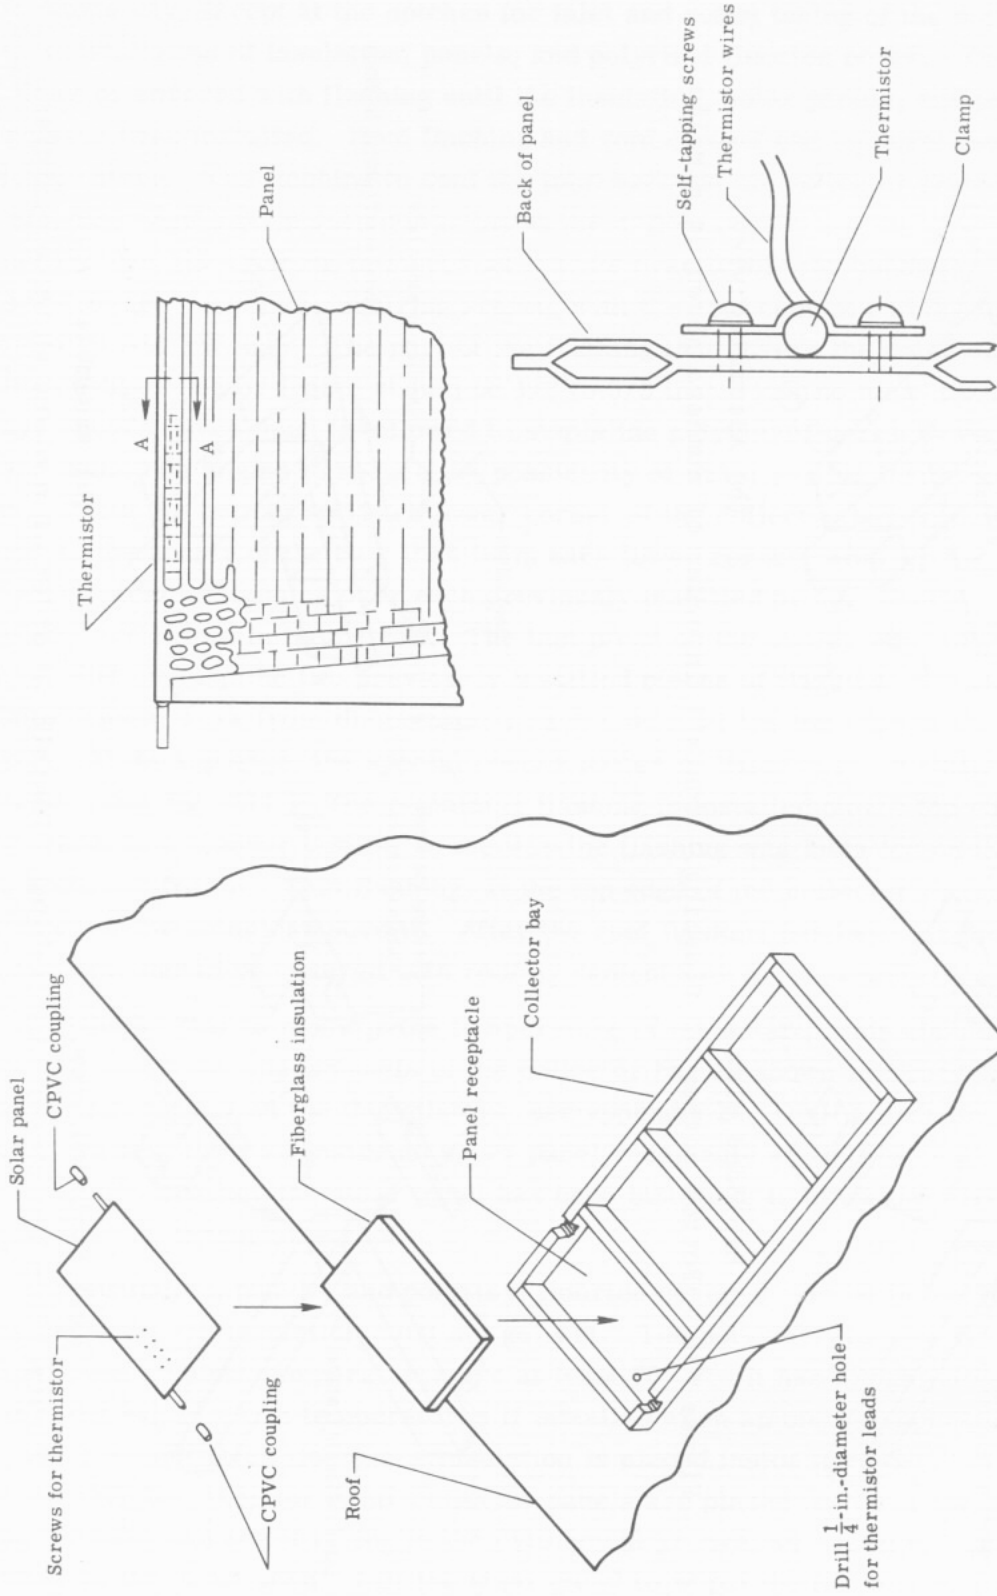 Solar panel
CPVC coupling
Screws for thermistor
CPVC coupling
Fiberglass insulation
Roof
Panel receptacle
Collector bay
Drill 1/4-in.-diameter hole
for thermistor leads
Thermistor
A
A
Panel
Back of panel
Self-tapping screws
Thermistor wires
Thermistor
Clamp